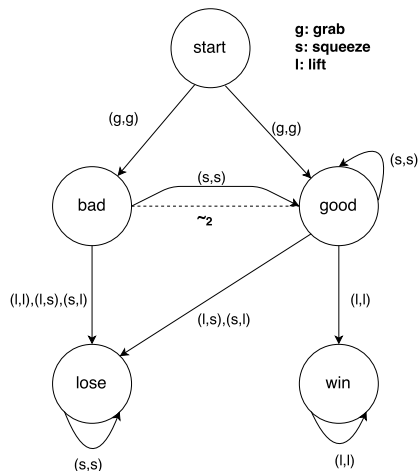 start
g: grab
s: squeeze
l: lift
(g,g)
(g,g)
(s,s)
(s,s)
bad
good
~2
(l,l),(l,s),(s,l)
(l,s),(s,l)
(l,l)
lose
win
(s,s)
(l,l)